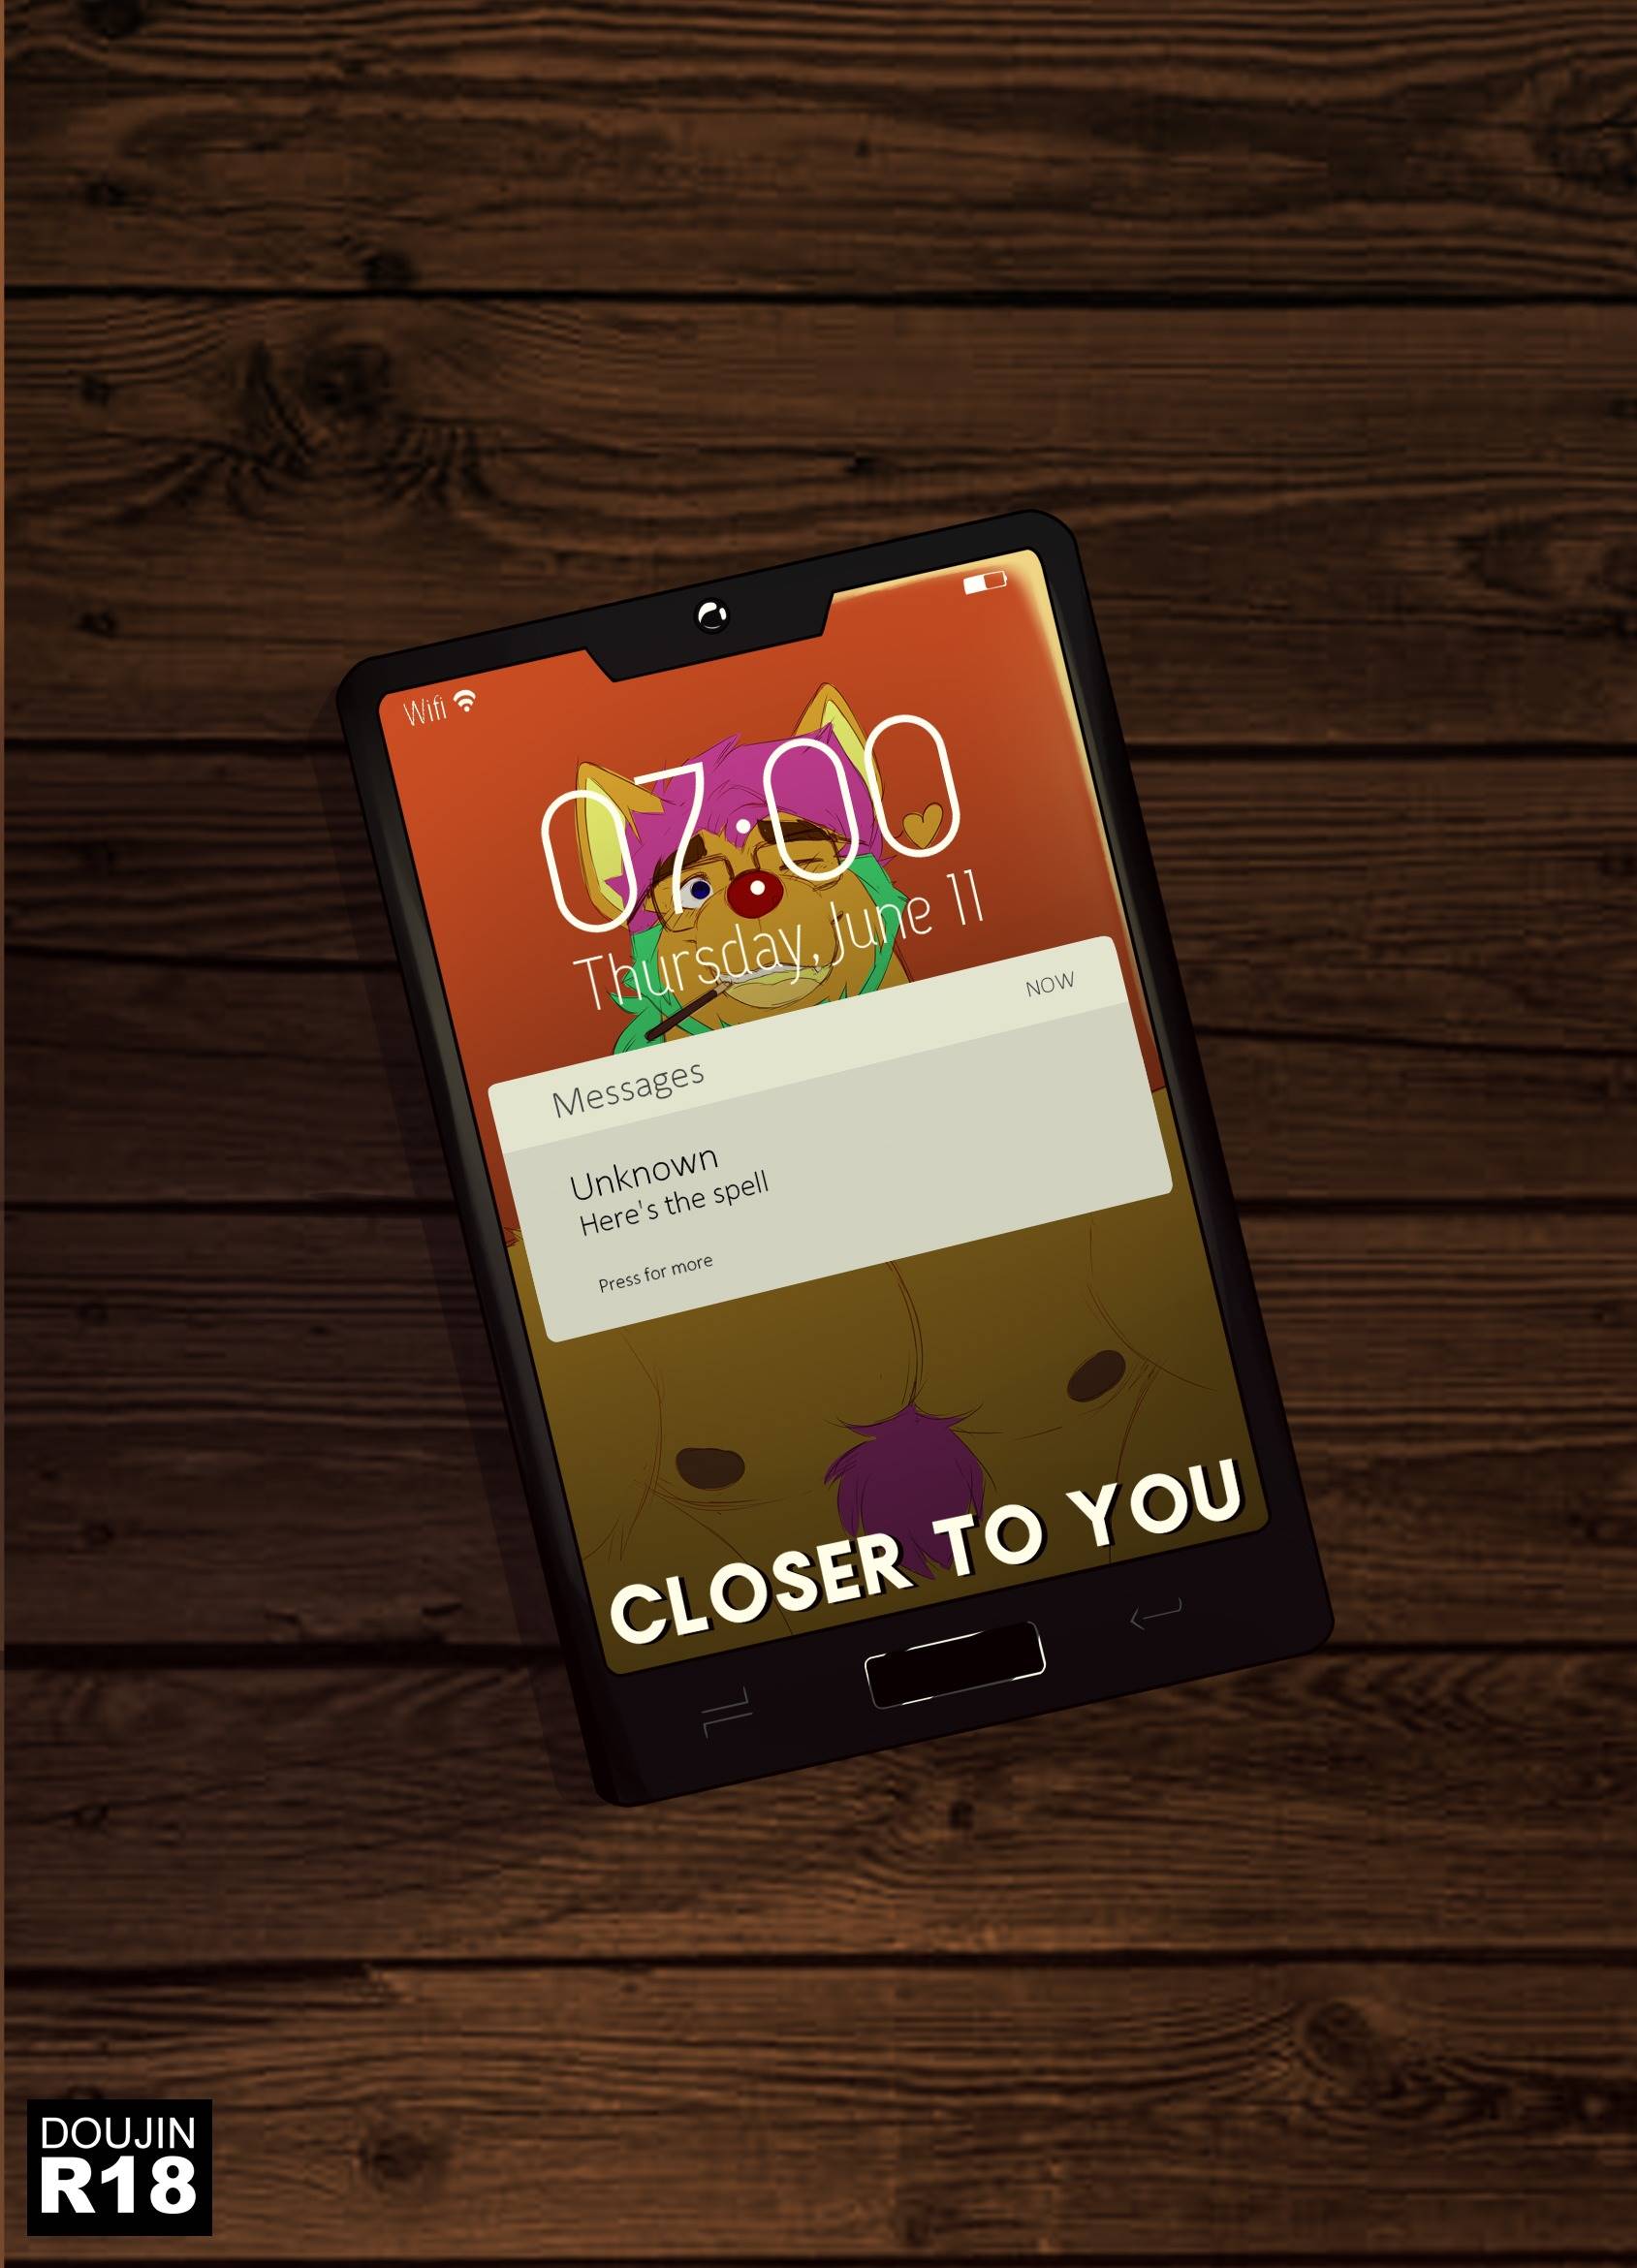 Wifi
07:00
Thursday, June 11
Messages
NOW
Unknown
Here's the spell
Press for more
CLOSER TO YOU
DOUJIN
R18